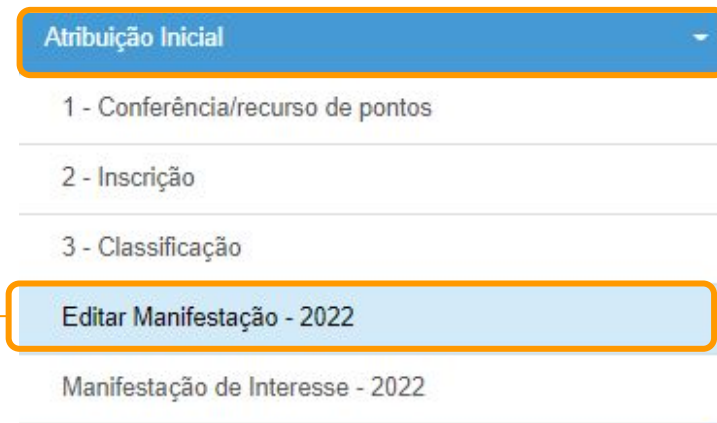 Atribuição Inicial
1 - Conferência/recurso de pontos
2 - Inscrição
3 - Classificação
Editar Manifestação - 2022
Manifestação de Interesse - 2022